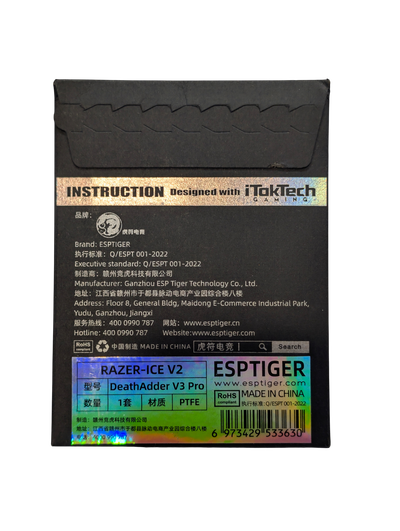 INSTRUCTION Designed with iTakTech
GAMING
品牌：
虎符电竞
Brand: ESPTIGER
执行标准：Q/ESPT 001-2022
Executive standard: Q/ESPT 001-2022
制造商：赣州竞虎科技有限公司
Manufacturer: Ganzhou ESP Tiger Technology Co., Ltd.
地址：江西省赣州市于都县脉动电商产业园综合楼八楼
Address: Floor B, General Bldg, Maidong E-Commerce Industrial Park,
Yudu, Ganzhou, Jiangxi
服务热线：400 0990 787 网站：www.esptiger.cn
Hotline: 400 0990 787 Website:www.esptiger.com
RoHS compliant 中国制造 MADE IN CHINA 虎符电竞 Search
RAZER-ICE V2
型号 DeathAdder V3 Pro
数量 1套 材质 PTFE
制造：赣州竞虎科技有限公司
地址：江西省赣州市于都县脉动电商产业园综合楼八楼
ESPTIGER
www.esptiger.com
RoHS compliant MADE IN CHINA
执行标准: Q/ESPT 001-2022
6 973429 533630